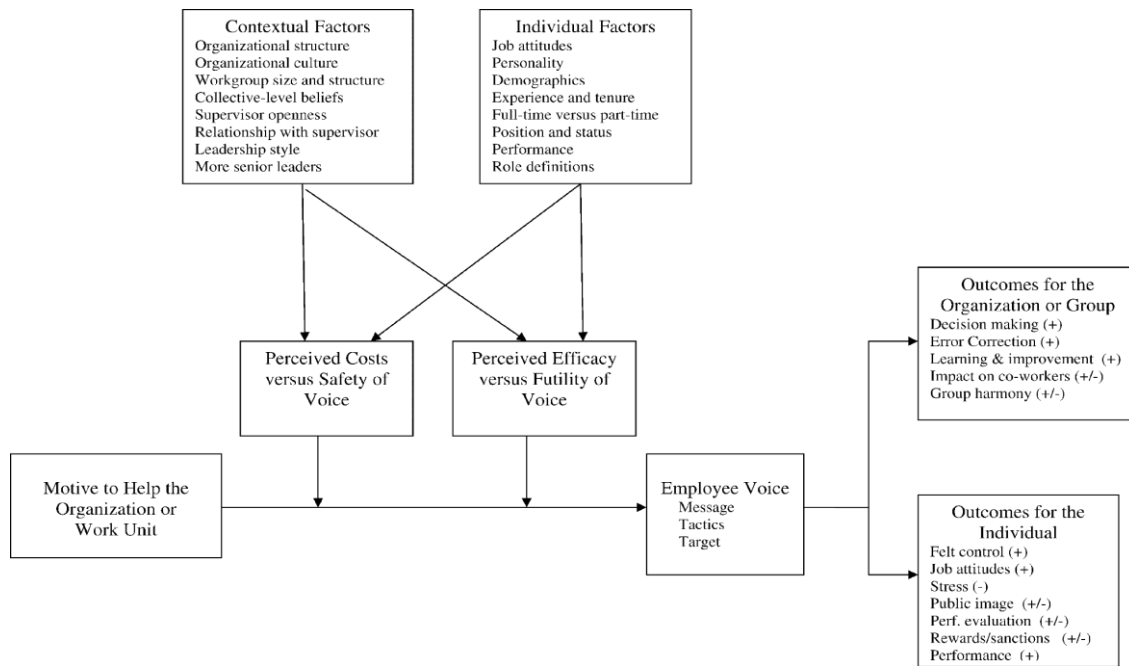 Contextual Factors
Organizational structure
Organizational culture
Workgroup size and structure
Collective-level beliefs
Supervisor openness
Relationship with supervisor
Leadership style
More senior leaders
Individual Factors
Job attitudes
Personality
Demographics
Experience and tenure
Full-time versus part-time
Position and status
Performance
Role definitions
Perceived Costs
versus Safety of
Voice
Perceived Efficacy
versus Futility of
Voice
Motive to Help the
Organization or
Work Unit
Employee Voice
Message
Tactics
Target
Outcomes for the
Organization or Group
Decision making (+)
Error Correction (+)
Learning & improvement (+)
Impact on co-workers (+/-)
Group harmony (+/-)
Outcomes for the
Individual
Felt control (+)
Job attitudes (+)
Stress (-)
Public image (+/-)
Perf. evaluation (+/-)
Rewards/sanctions (+/-)
Performance (+)